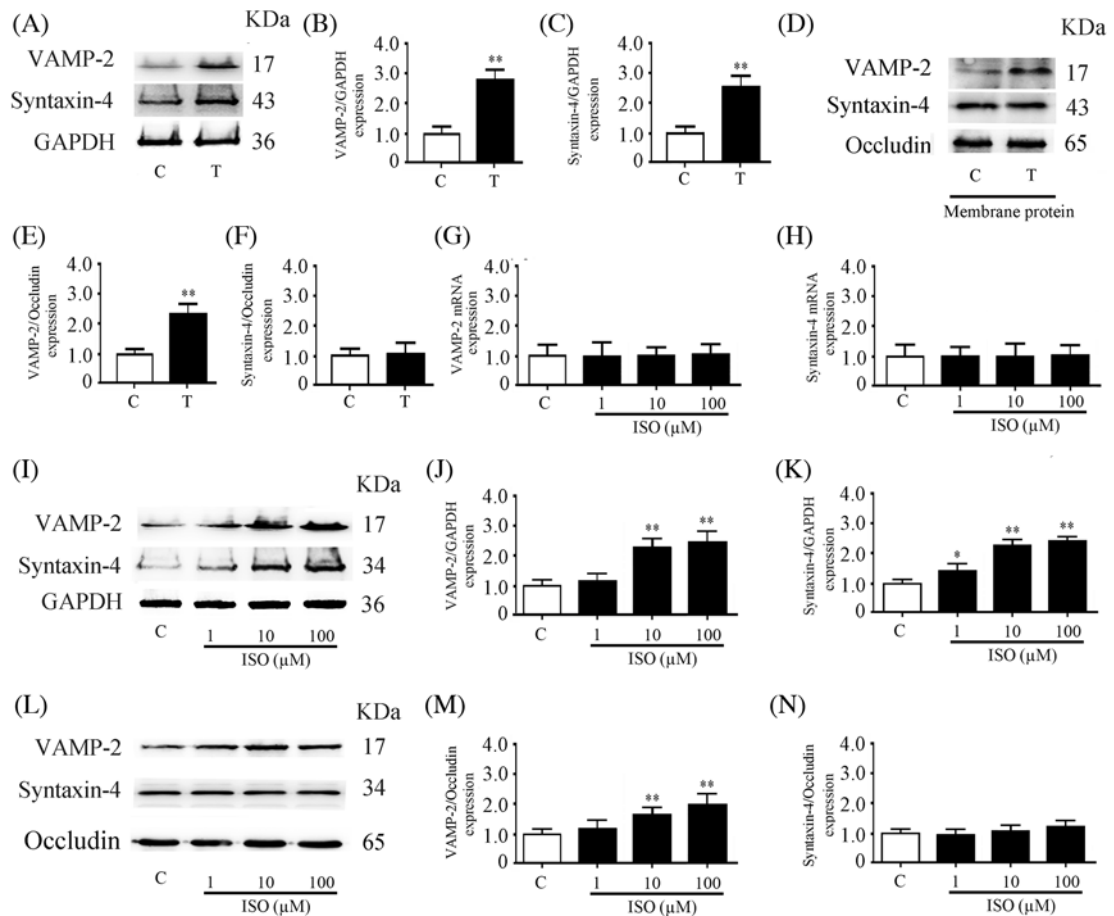 (A)
KDa
VAMP-2
17
Syntaxin-4
43
GAPDH
36
C T
(B)
VAMP-2/GAPDH
expression
4.0
3.0
2.0
1.0
0
**
C T
(C)
Syntaxin-4/GAPDH
expression
4.0
3.0
2.0
1.0
0
**
C T
(D)
KDa
VAMP-2
17
Syntaxin-4
43
Occludin
65
C T
Membrane protein
(E)
VAMP-2/Occludin
expression
4.0
3.0
2.0
1.0
0
**
C T
(F)
Syntaxin-4/Occludin
expression
4.0
3.0
2.0
1.0
0
C T
(G)
VAMP-2 mRNA
expression
4.0
3.0
2.0
1.0
0
C 1 10 100
ISO (µM)
(H)
Syntaxin-4 mRNA
expression
4.0
3.0
2.0
1.0
0
C 1 10 100
ISO (µM)
(I)
KDa
VAMP-2
17
Syntaxin-4
34
GAPDH
36
C 1 10 100
ISO (µM)
(J)
VAMP-2/GAPDH
expression
4.0
3.0
2.0
1.0
0
** **
C 1 10 100
ISO (µM)
(K)
Syntaxin-4/GAPDH
expression
4.0
3.0
2.0
1.0
0
* ** **
C 1 10 100
ISO (µM)
(L)
KDa
VAMP-2
17
Syntaxin-4
34
Occludin
65
C 1 10 100
ISO (µM)
(M)
VAMP-2/Occludin
expression
4.0
3.0
2.0
1.0
0
** **
C 1 10 100
ISO (µM)
(N)
Syntaxin-4/Occludin
expression
4.0
3.0
2.0
1.0
0
C 1 10 100
ISO (µM)